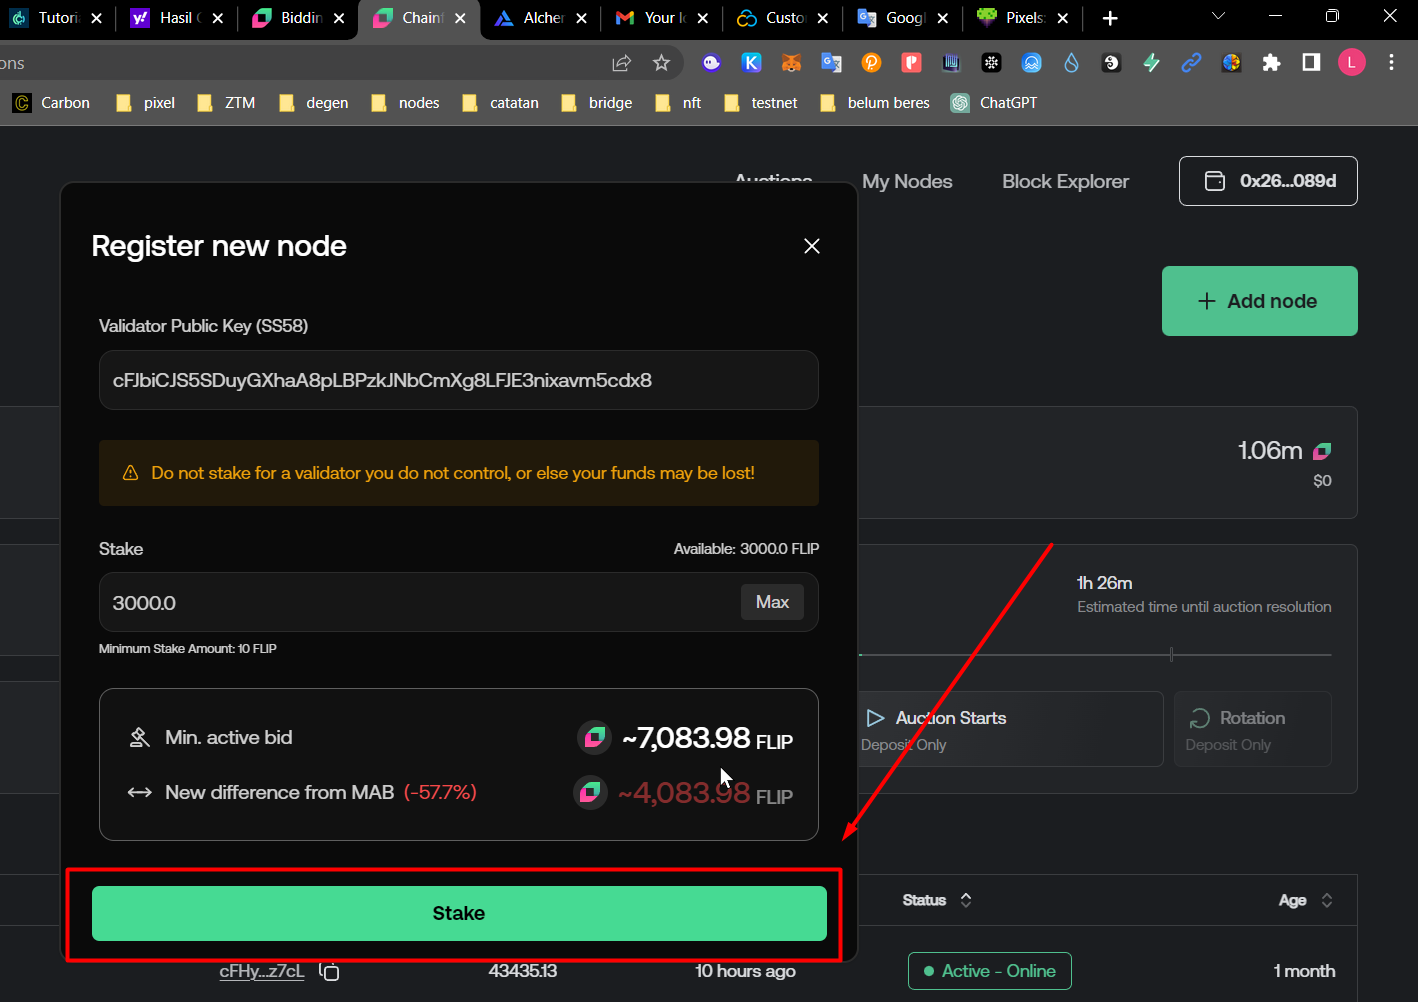 Tutori
Hasil
Biddin
Chainf
Alcher
Your I
Custo
Googl
Pixels:
ons
Carbon
pixel
ZTM
degen
nodes
catatan
bridge
nft
testnet
belum beres
ChatGPT
Auctions
My Nodes
Block Explorer
0x26...089d
Register new node
+ Add node
Validator Public Key (SS58)
cFJbiCJS5SDuyGXhaA8pLBPzkJNbCmXg8LFJE3nixavm5cdx8
1.06m
$0
Do not stake for a validator you do not control, or else your funds may be lost!
Stake
Available: 3000.0 FLIP
3000.0
Max
Minimum Stake Amount: 10 FLIP
1h 26m
Estimated time until auction resolution
Min. active bid
~7,083.98 FLIP
New difference from MAB (-57.7%)
~4,083.98 FLIP
Auction Starts
Deposit Only
Rotation
Deposit Only
Stake
Status
Age
cFHy...z7cL
43435.13
10 hours ago
Active - Online
1 month